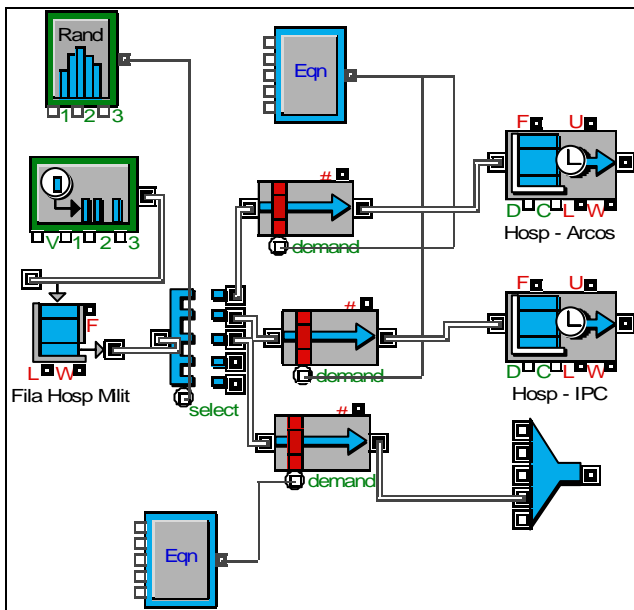 Rand
1 2 3
Eqn
V 1 2 3
F
L W
Fila Hosp Milit
select
#
demand
#
demand
#
demand
F U
D C L W
Hosp - Arcos
F U
D C L W
Hosp - IPC
Eqn